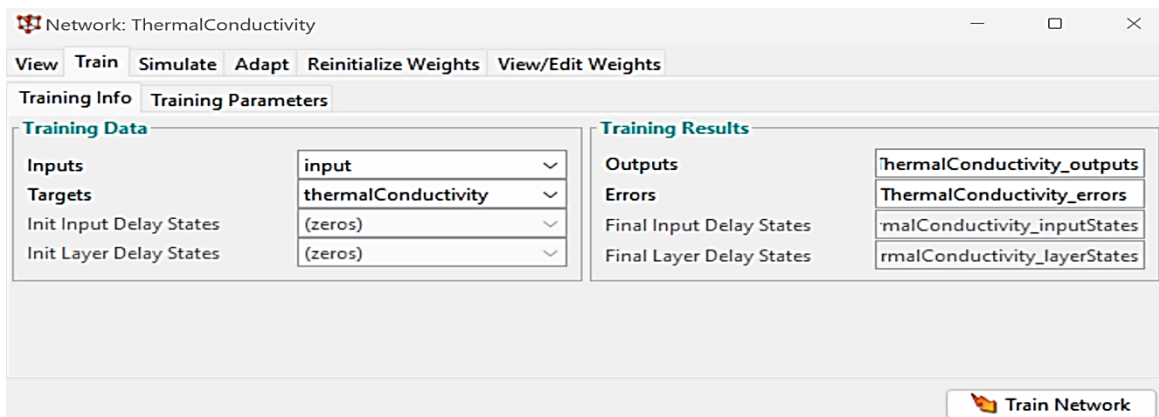 Network: ThermalConductivity
View Train Simulate Adapt Reinitialize Weights View/Edit Weights
Training Info Training Parameters
Training Data
Inputs input
Targets thermalConductivity
Init Input Delay States (zeros)
Init Layer Delay States (zeros)
Training Results
Outputs hermalConductivity_outputs
Errors ThermalConductivity_errors
Final Input Delay States rmalConductivity_inputStates
Final Layer Delay States rmalConductivity_layerStates
Train Network